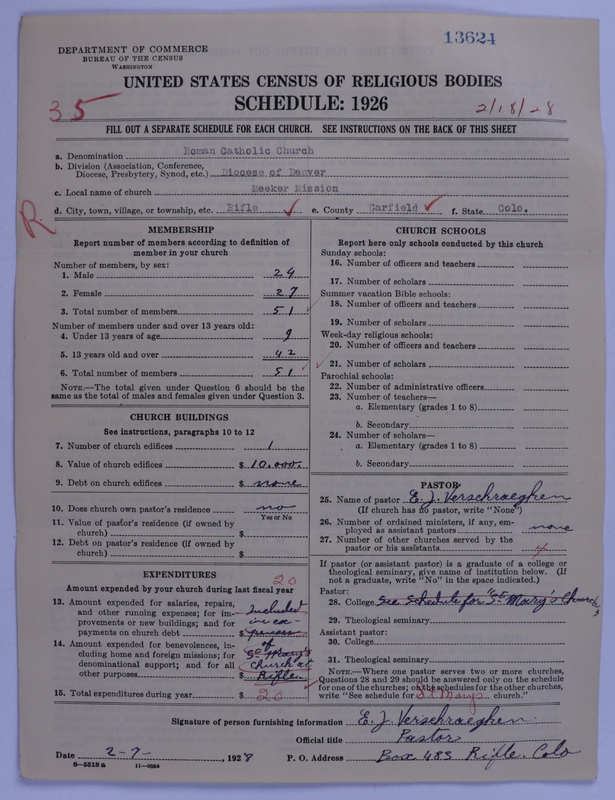 13624
DEPARTMENT OF COMMERCE
BUREAU OF THE CENSUS
WASHINGTON
UNITED STATES CENSUS OF RELIGIOUS BODIES
SCHEDULE: 1926
35
2/18/28
FILL OUT A SEPARATE SCHEDULE FOR EACH CHURCH. SEE INSTRUCTIONS ON THE BACK OF THIS SHEET
a. Denomination Roman Catholic Church
b. Division (Association, Conference, Diocese, Presbytery, Synod, etc.) Diocese of Denver
c. Local name of church Meeker Mission
d. City, town, village, or township, etc. Rifle e. County Garfield f. State Colo.
R.
MEMBERSHIP
Report number of members according to definition of
member in your church
Number of members, by sex:
1. Male 24
2. Female 27
3. Total number of members 51
Number of members under and over 13 years old:
4. Under 13 years of age 9
5. 13 years old and over 42
6. Total number of members 51
NOTE.—The total given under Question 6 should be the
same as the total of males and females given under Question 3.
CHURCH BUILDINGS
See instructions, paragraphs 10 to 12
7. Number of church edifices 1
8. Value of church edifices $ 10,000.
9. Debt on church edifices $ none
10. Does church own pastor's residence no
Yes or No
11. Value of pastor's residence (if owned by
church) $
12. Debt on pastor's residence (if owned by
church) $
EXPENDITURES
20
Amount expended by your church during last fiscal year
13. Amount expended for salaries, repairs,
and other running expenses; for im-
provements or new buildings; and for
payments on church debt $ Included in ex-penses
14. Amount expended for benevolences, in-
cluding home and foreign missions; for
denominational support; and for all
other purposes $ of St Mary's Church at Rifle.
15. Total expenditures during year $ 20
CHURCH SCHOOLS
Report here only schools conducted by this church
Sunday schools:
16. Number of officers and teachers
17. Number of scholars
Summer vacation Bible schools:
18. Number of officers and teachers
19. Number of scholars
Week-day religious schools:
20. Number of officers and teachers
21. Number of scholars
Parochial schools:
22. Number of administrative officers
23. Number of teachers—
a. Elementary (grades 1 to 8)
b. Secondary
24. Number of scholars—
a. Elementary (grades 1 to 8)
b. Secondary
PASTOR
25. Name of pastor E. J. Verschraeghen
(If church has no pastor, write "None")
26. Number of ordained ministers, if any, em-
ployed as assistant pastors none
27. Number of other churches served by the
pastor or his assistants 4
If pastor (or assistant pastor) is a graduate of a college or
theological seminary, give name of institution below. (If
not a graduate, write "No" in the space indicated.)
Pastor:
28. College See Schedule for "St Mary's Church,
29. Theological seminary
Assistant pastor:
30. College
31. Theological seminary
NOTE.—Where one pastor serves two or more churches,
Questions 28 and 29 should be answered only on the schedule
for one of the churches; on the schedules for the other churches,
write "See schedule for St Marys church."
Signature of person furnishing information E. J. Verschraeghen
Official title Pastor
Date 2-7-, 1928 P. O. Address Box 483 Rifle. Colo
8—5518 a 11—9084